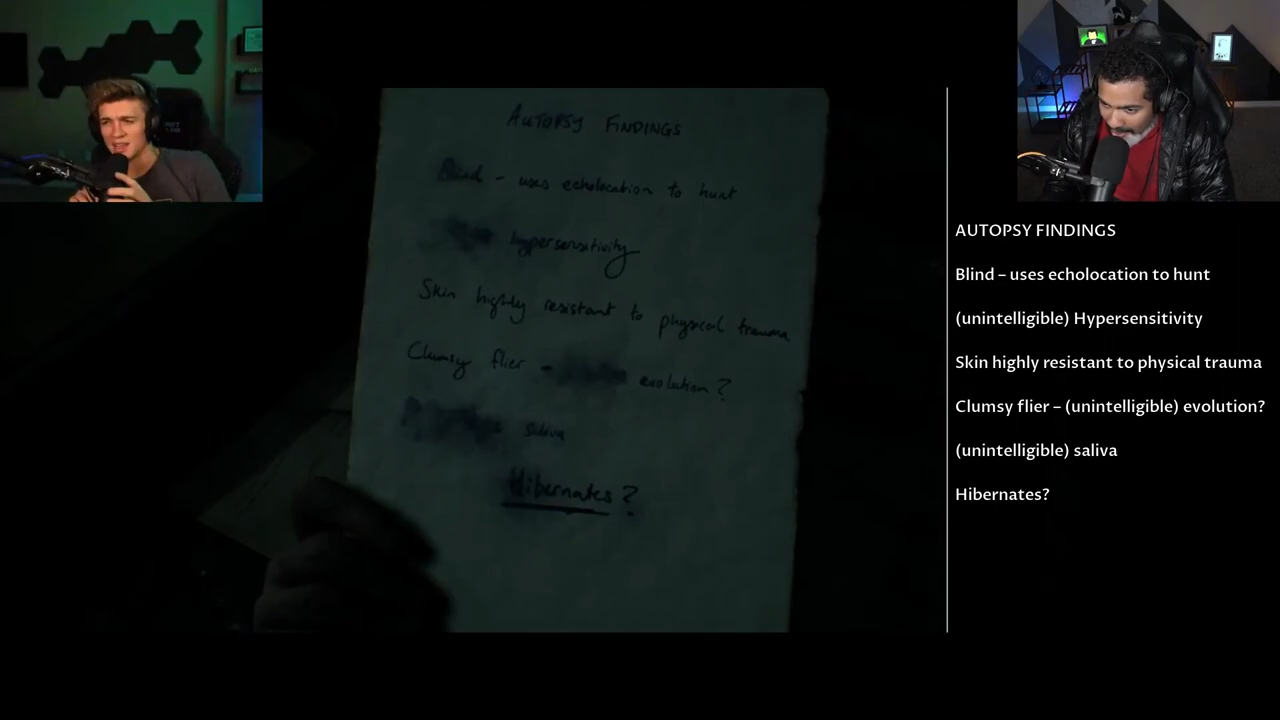 AUTOPSY FINDINGS
Blind - uses echolocation to hunt
hypersensitivity
Skin highly resistant to physical trauma
Clumsy flier - evolution?
saliva
Hibernates?
AUTOPSY FINDINGS
Blind – uses echolocation to hunt
(unintelligible) Hypersensitivity
Skin highly resistant to physical trauma
Clumsy flier – (unintelligible) evolution?
(unintelligible) saliva
Hibernates?